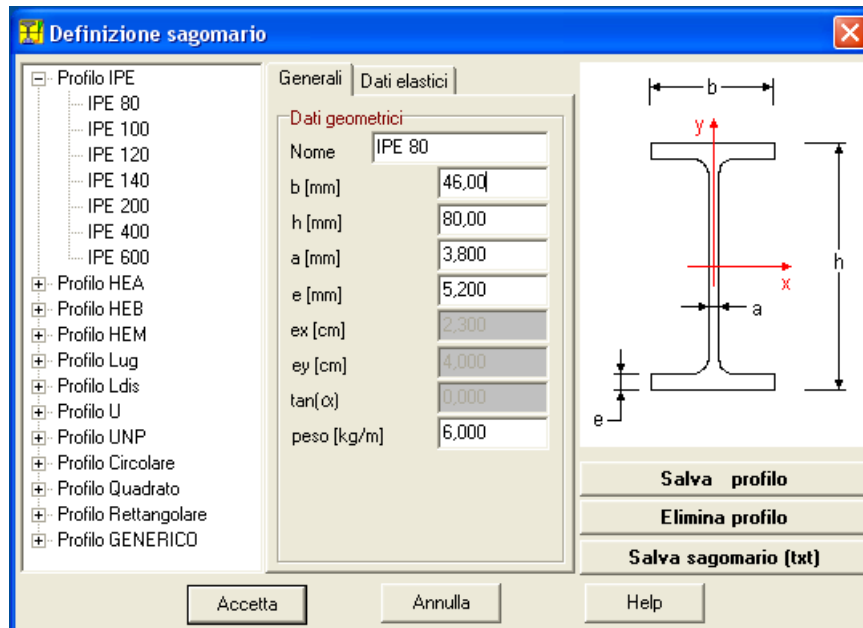 Definizione sagomario
Profilo IPE
IPE 80
IPE 100
IPE 120
IPE 140
IPE 200
IPE 400
IPE 600
Profilo HEA
Profilo HEB
Profilo HEM
Profilo Lug
Profilo Ldis
Profilo U
Profilo UNP
Profilo Circolare
Profilo Quadrato
Profilo Rettangolare
Profilo GENERICO
Generali Dati elastici
Dati geometrici
Nome IPE 80
b [mm] 46,00
h [mm] 80,00
a [mm] 3,800
e [mm] 5,200
ex [cm] 2,300
ey [cm] 4,000
tan(α) 0,000
peso [kg/m] 6,000
b
y
h
x
a
e
Salva profilo
Elimina profilo
Salva sagomario (txt)
Accetta Annulla Help